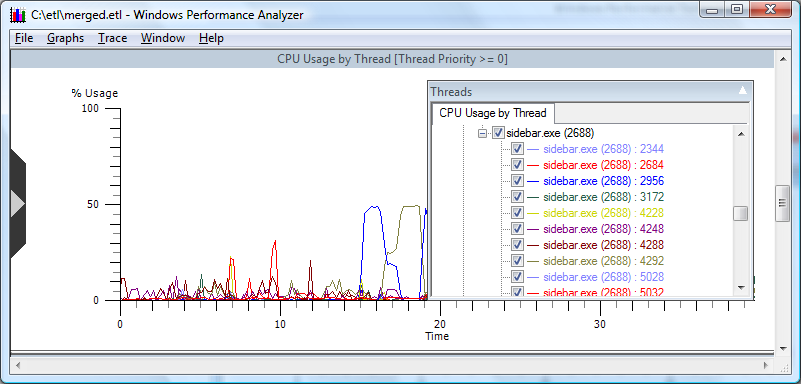 C:\etl\merged.etl - Windows Performance Analyzer
File Graphs Trace Window Help
CPU Usage by Thread [Thread Priority >= 0]
% Usage
100
50
0
0 10 20 30
Time
Threads
CPU Usage by Thread
sidebar.exe (2688)
sidebar.exe (2688) : 2344
sidebar.exe (2688) : 2684
sidebar.exe (2688) : 2956
sidebar.exe (2688) : 3172
sidebar.exe (2688) : 4228
sidebar.exe (2688) : 4248
sidebar.exe (2688) : 4288
sidebar.exe (2688) : 4292
sidebar.exe (2688) : 5028
sidebar.exe (2688) : 5032